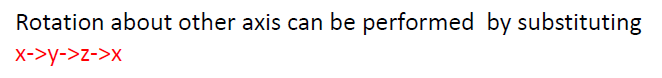 Rotation about other axis can be performed  by substituting
x->y->z->x